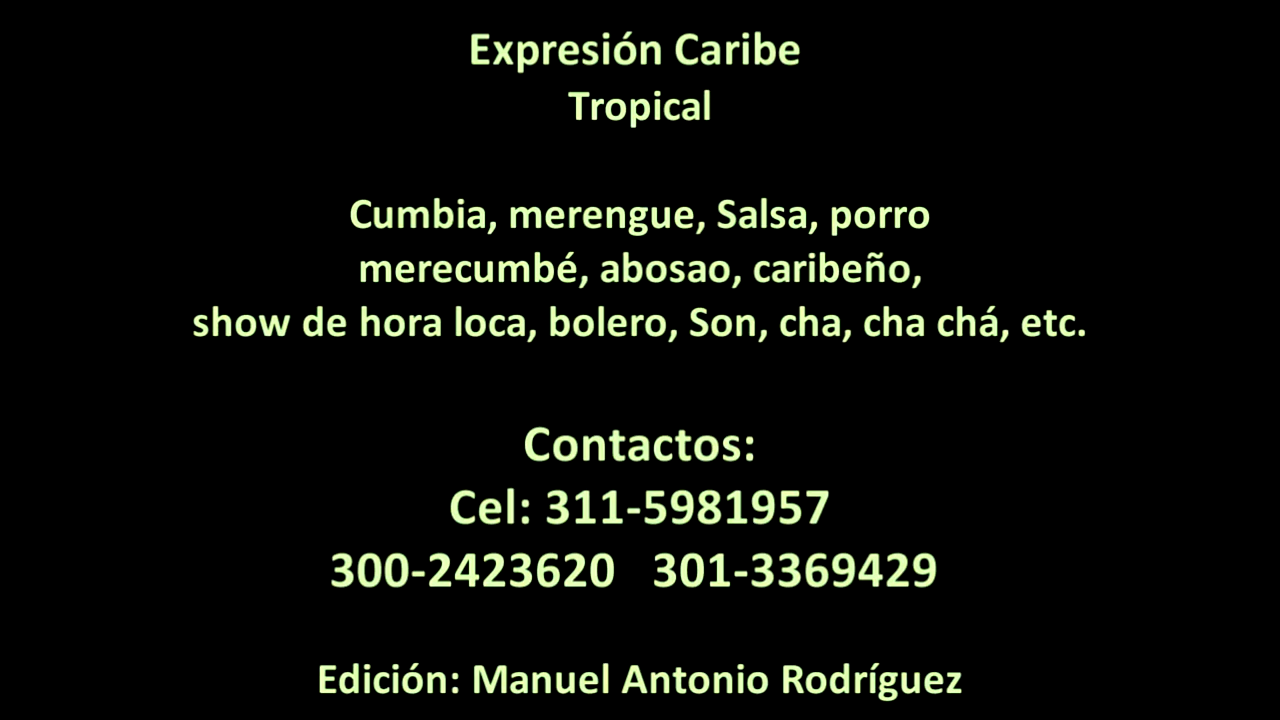 Expresión Caribe
Tropical
Cumbia, merengue, Salsa, porro
merecumbé, abosao, caribeño,
show de hora loca, bolero, Son, cha, cha chá, etc.
Contactos:
Cel: 311-5981957
300-2423620 301-3369429
Edición: Manuel Antonio Rodríguez